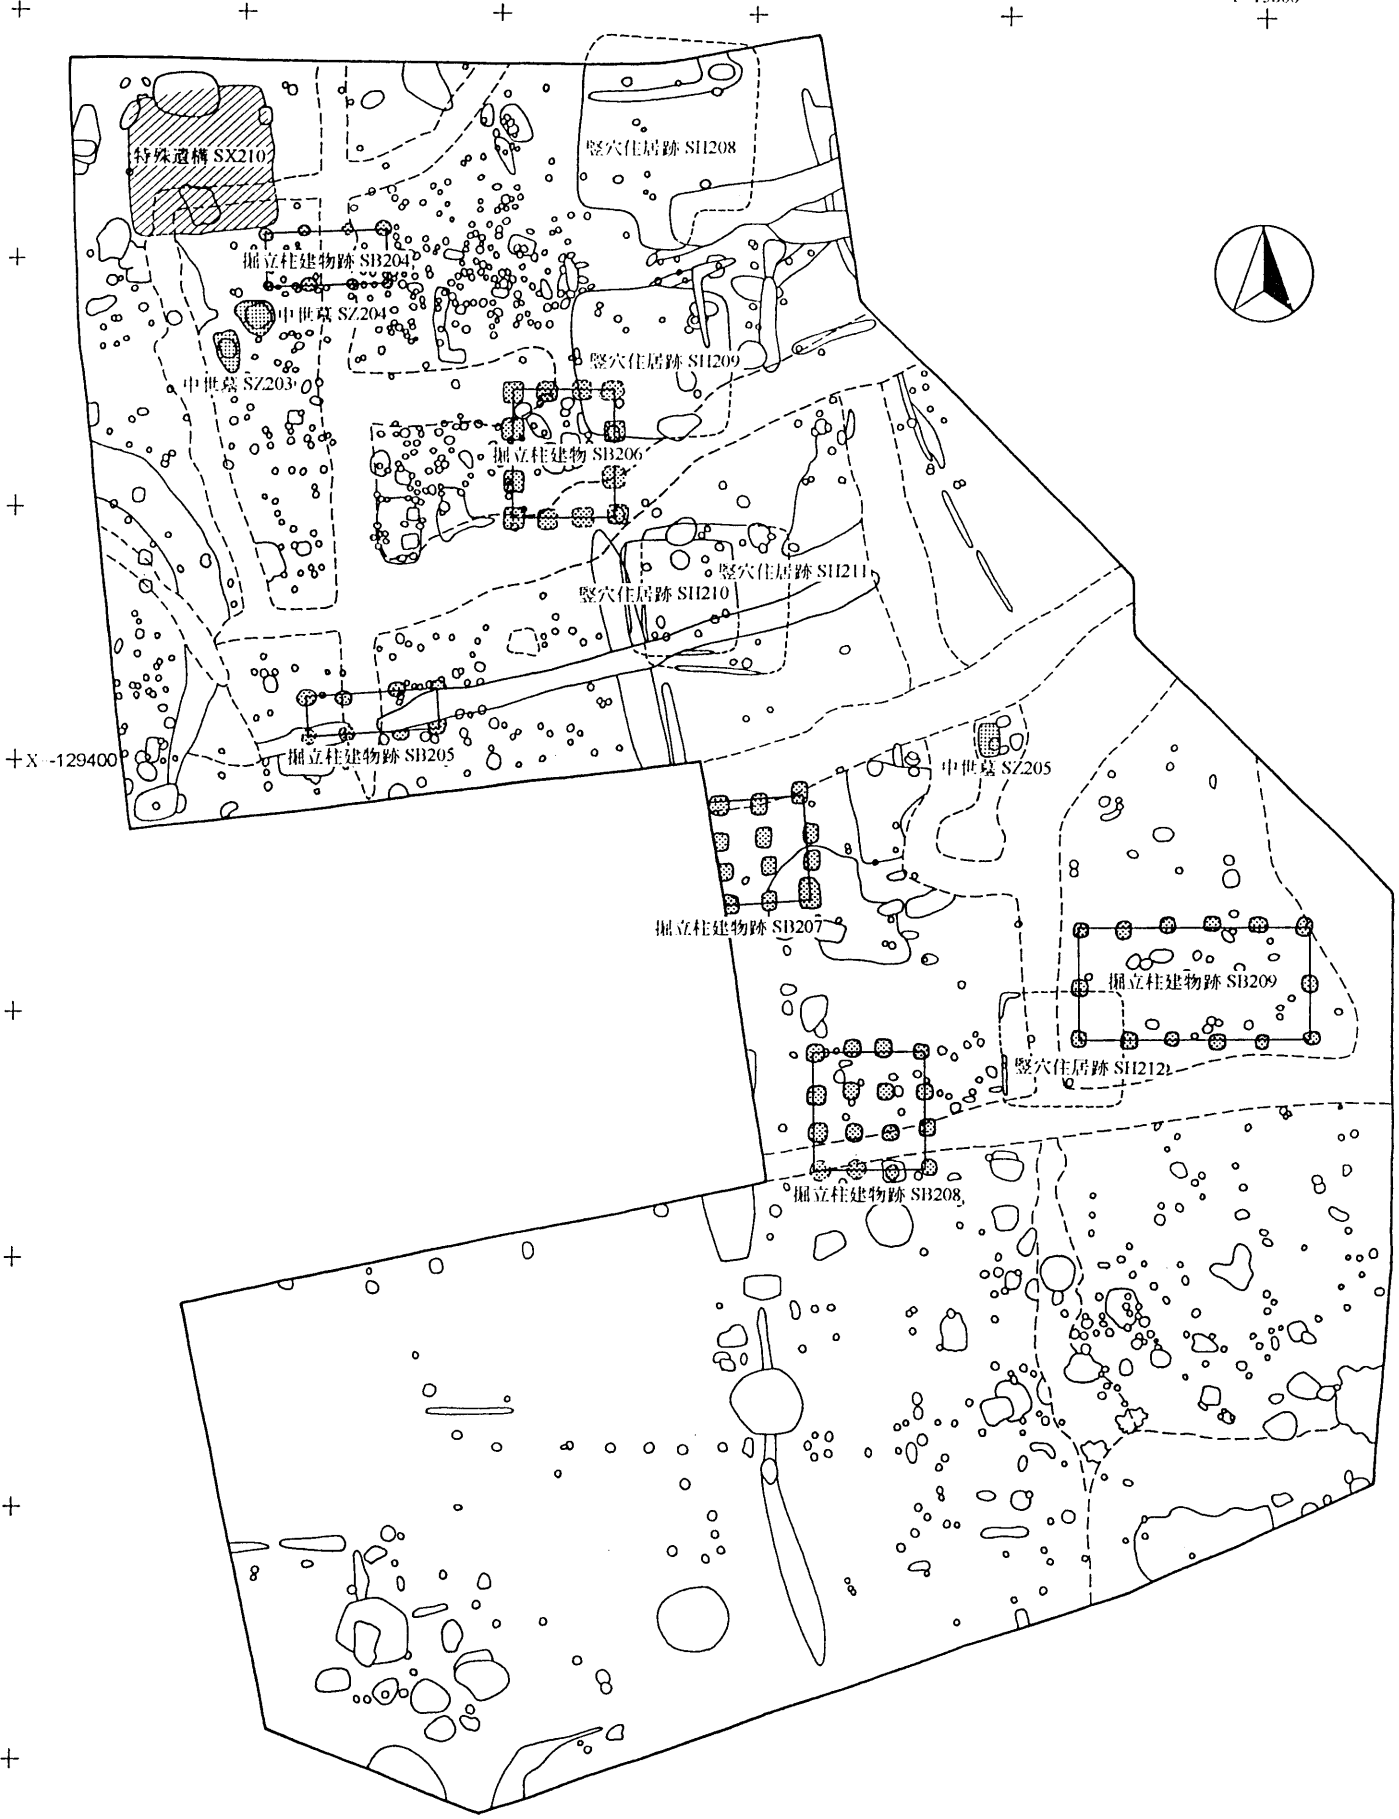 竪穴住居跡 SH208
特殊遺構 SX210
掘立柱建物跡 SB204
中世墓 SZ204
竪穴住居跡 SH209
中世墓 SZ203
掘立柱建物 SB206
竪穴住居跡 SH211
竪穴住居跡 SH210
掘立柱建物跡 SB205
X -129400
中世墓 SZ205
掘立柱建物跡 SB207
掘立柱建物跡 SB209
竪穴住居跡 SH212
掘立柱建物跡 SB208